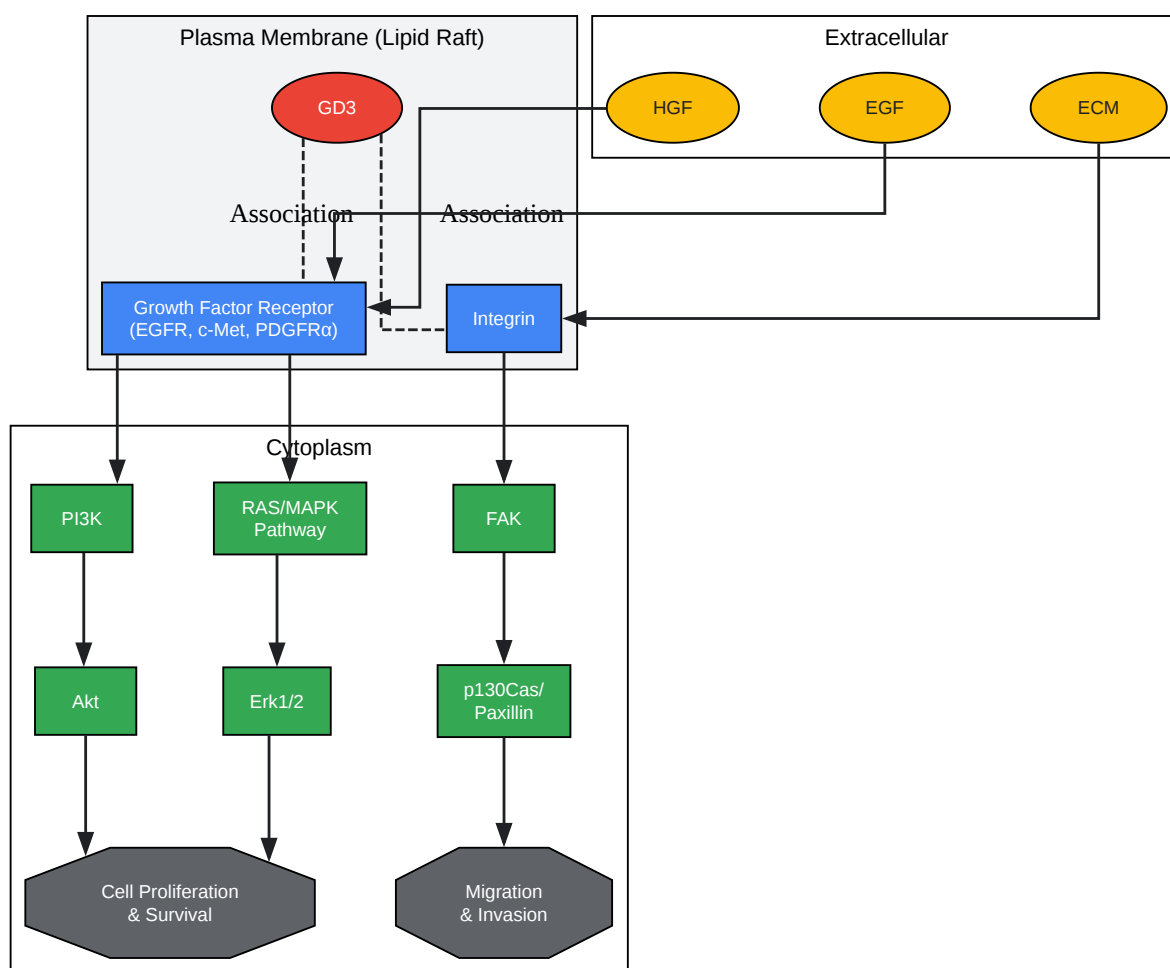 Plasma Membrane (Lipid Raft)
Extracellular
GD3
HGF
EGF
ECM
Association
Association
Growth Factor Receptor
(EGFR, c-Met, PDGFRα)
Integrin
Cytoplasm
PI3K
RAS/MAPK
Pathway
FAK
Akt
Erk1/2
p130Cas/
Paxillin
Cell Proliferation
& Survival
Migration
& Invasion